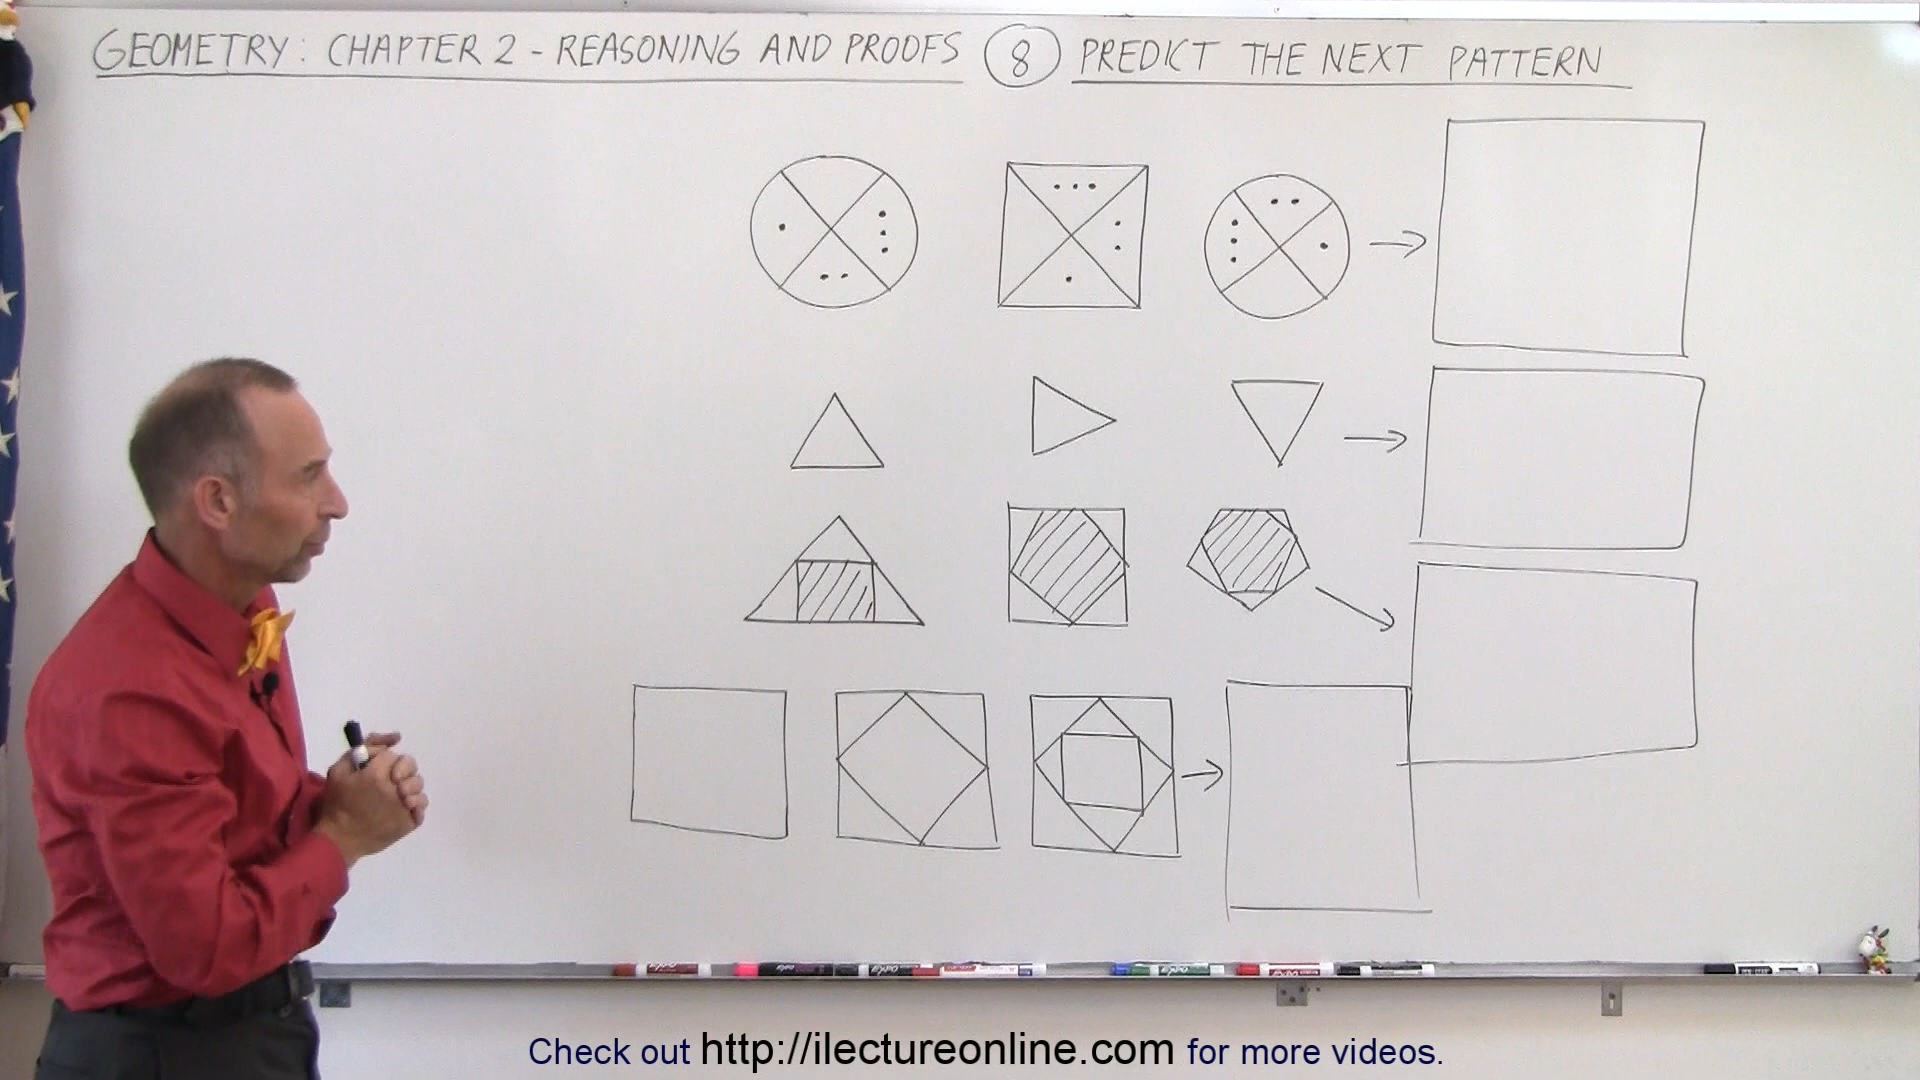 GEOMETRY: CHAPTER 2 - REASONING AND PROOFS 8 PREDICT THE NEXT PATTERN
Check out http://ilectureonline.com for more videos.